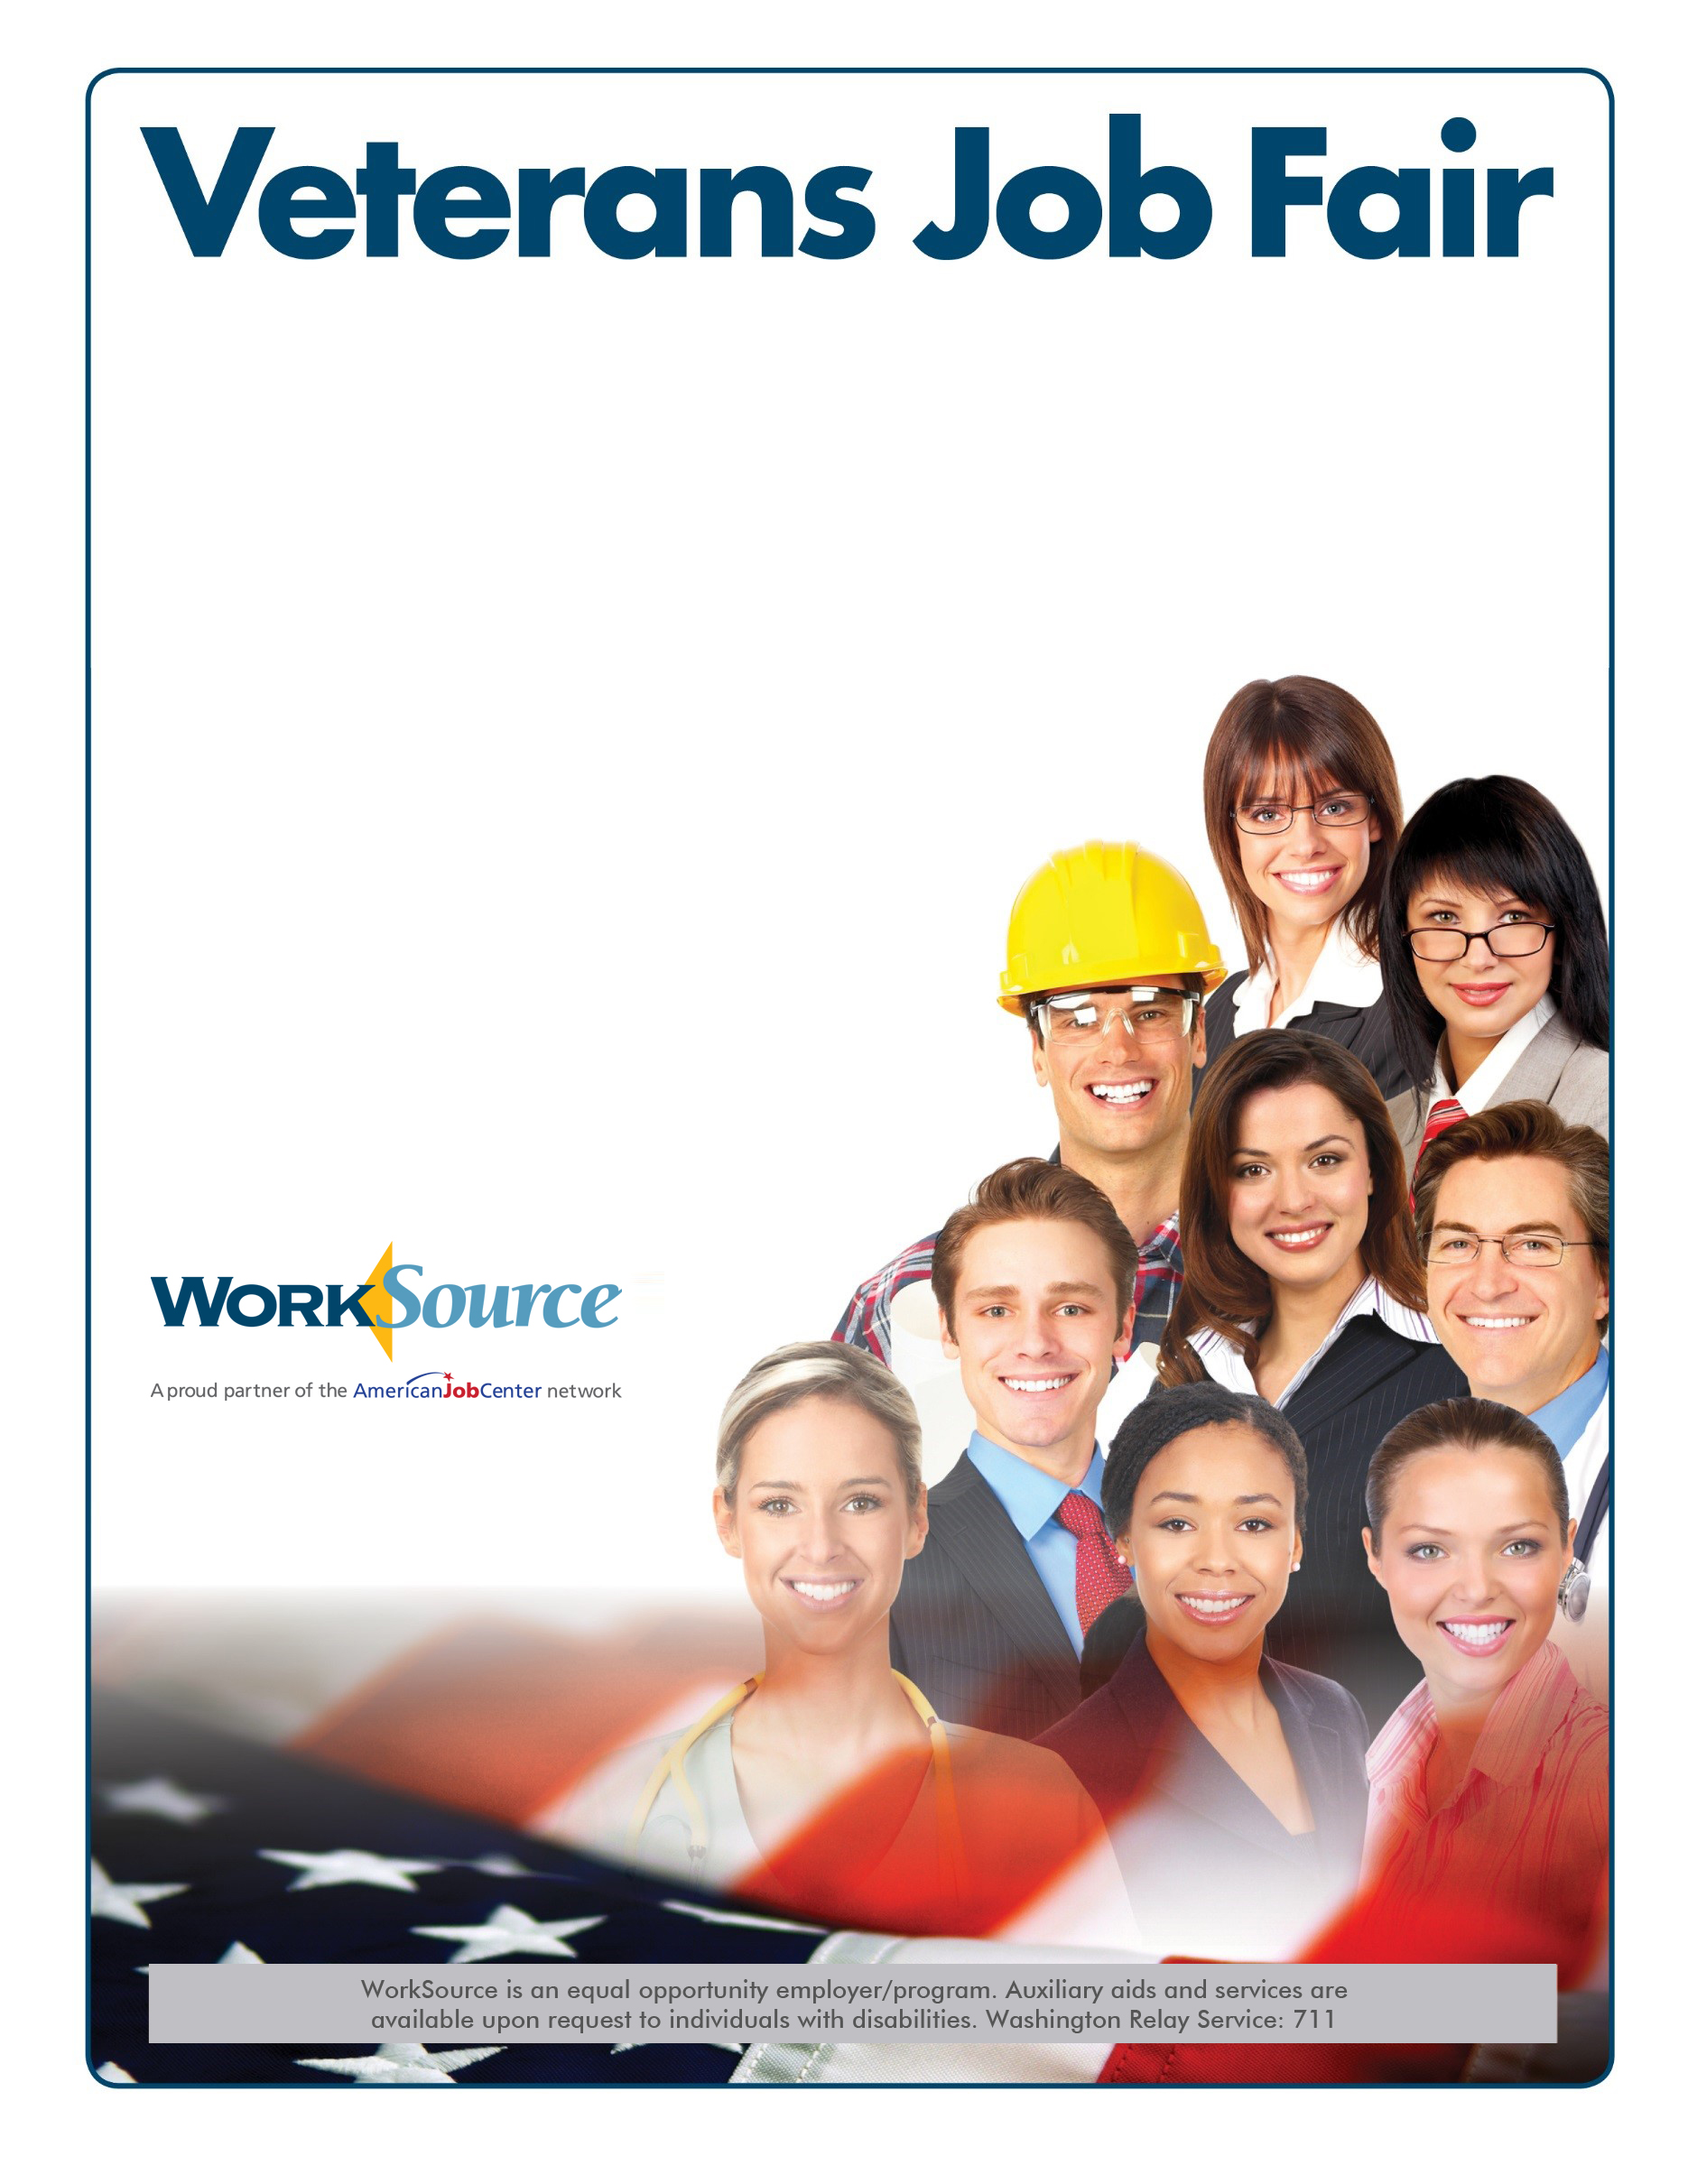 Veterans Job Fair
WorkSource
A proud partner of the AmericanJobCenter network
WorkSource is an equal opportunity employer/program. Auxiliary aids and services are
available upon request to individuals with disabilities. Washington Relay Service: 711